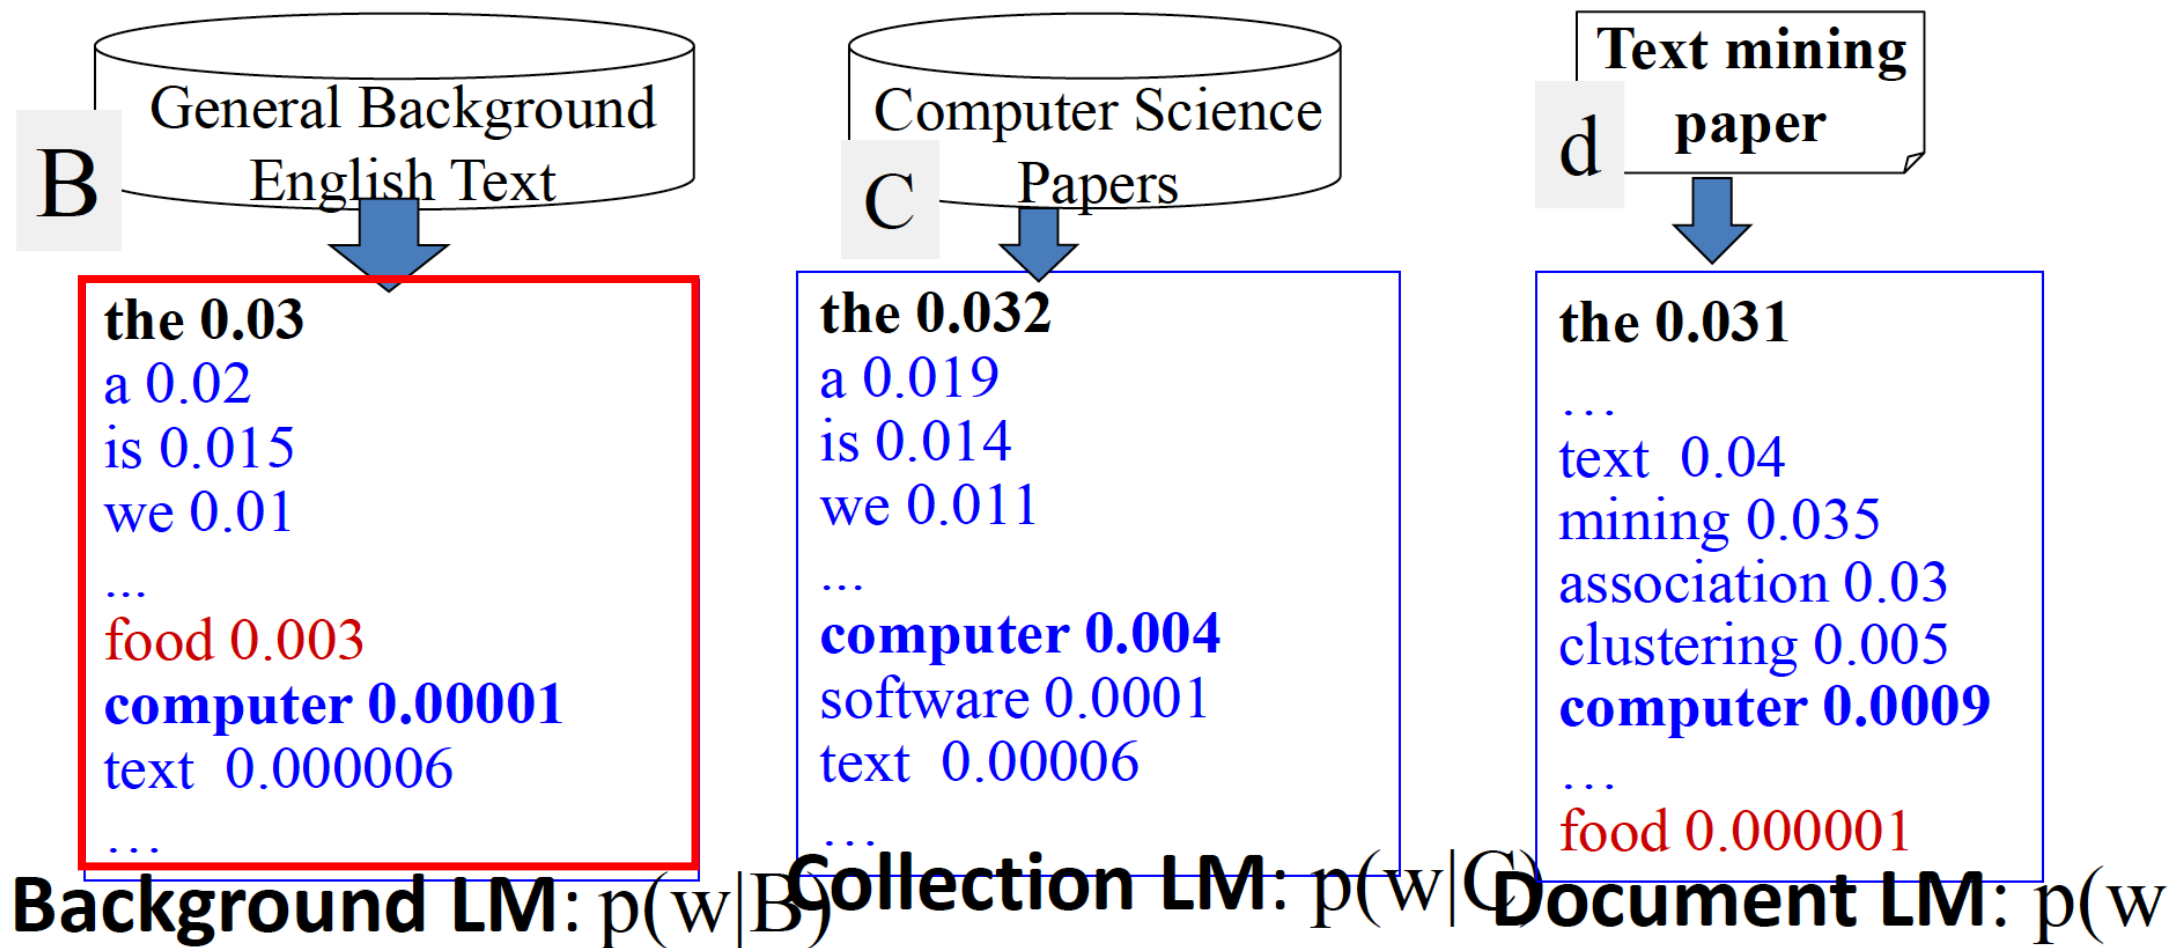 B
General Background
English Text
the 0.03
a 0.02
is 0.015
we 0.01
...
food 0.003
computer 0.00001
text 0.000006
…
Background LM: p(w|B)
C
Computer Science
Papers
the 0.032
a 0.019
is 0.014
we 0.011
...
computer 0.004
software 0.0001
text 0.00006
…
Collection LM: p(w|C)
d
Text mining
paper
the 0.031
…
text 0.04
mining 0.035
association 0.03
clustering 0.005
computer 0.0009
…
food 0.000001
Document LM: p(w